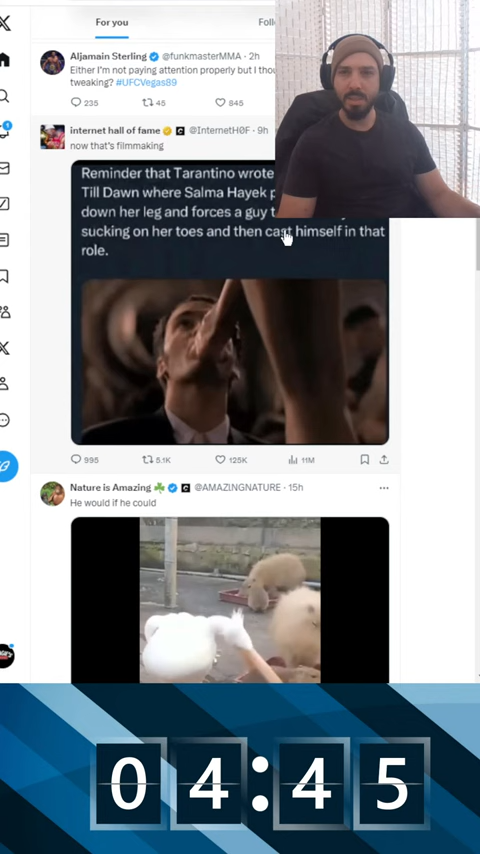 For you
Foll
Aljamain Sterling @funkmasterMMA · 2h
Either I'm not paying attention properly but I thou
tweaking? #UFCVegas89
235 45 845
internet hall of fame @InternetH0F · 9h
now that's filmmaking
Reminder that Tarantino wrote
Till Dawn where Salma Hayek p
down her leg and forces a guy t
sucking on her toes and then cast himself in that
role.
995 5.1K 125K 11M
Nature is Amazing @AMAZlNGNATURE · 15h
He would if he could
04:45